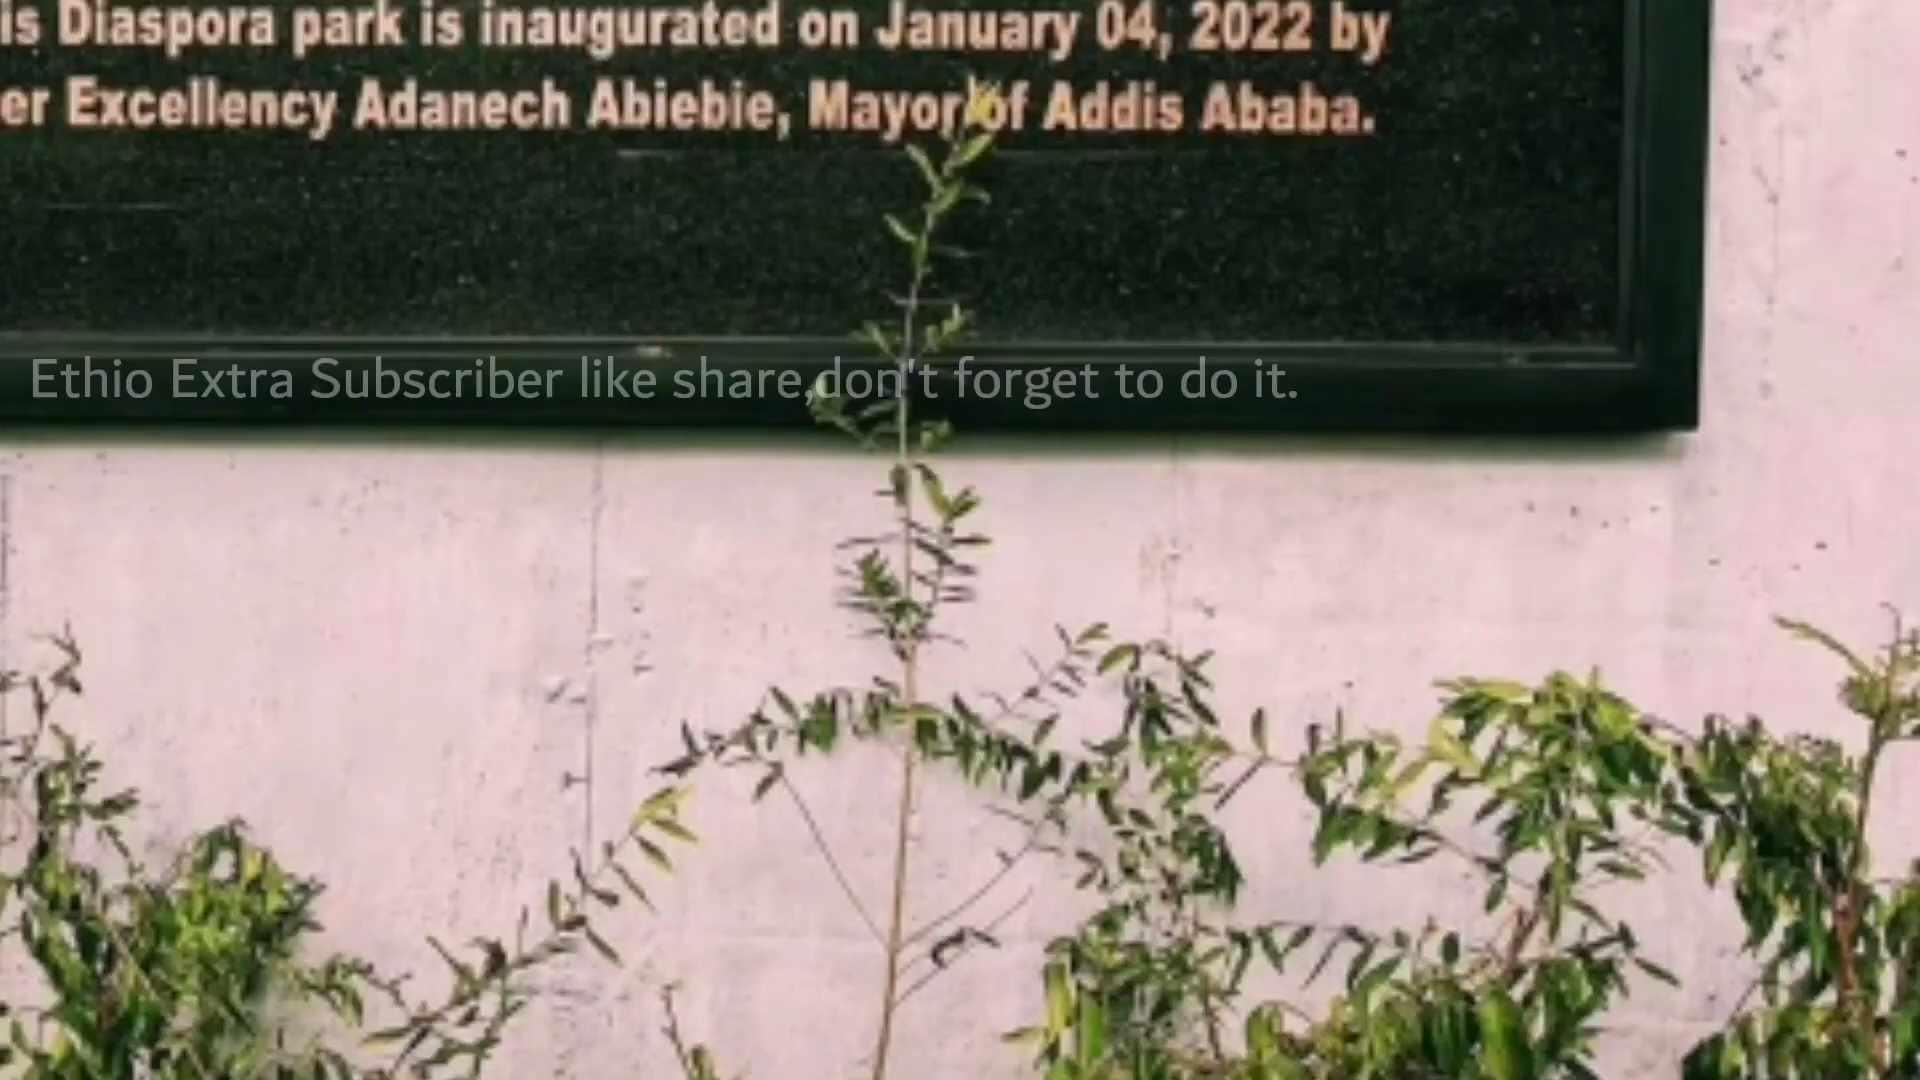 is Diaspora park is inaugurated on January 04, 2022 by
er Excellency Adanech Abiebie, Mayor of Addis Ababa.
Ethio Extra Subscriber like share,don't forget to do it.